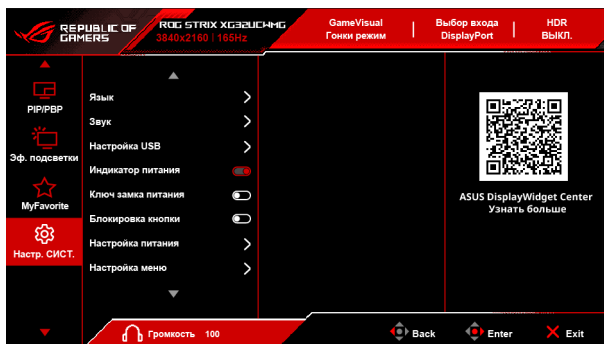 REPUBLIC OF
GAMERS
ROG STRIX XG32UCWMG
3840x2160 | 165Hz
GameVisual
Гонки режим
Выбор входа
DisplayPort
HDR
ВЫКЛ.
PIP/PBP
Эф. подсветки
MyFavorite
Настр. СИСТ.
Язык
Звук
Настройка USB
Индикатор питания
Ключ замка питания
Блокировка кнопки
Настройка питания
Настройка меню
ASUS DisplayWidget Center
Узнать больше
Громкость 100
Back
Enter
Exit